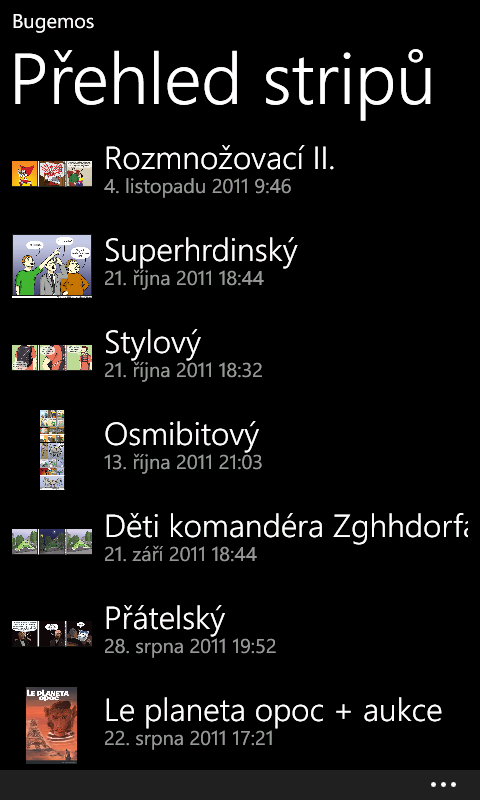 Bugemos
Přehled stripů
Rozmnožovací II.
4. listopadu 2011 9:46
Superhrdinský
21. října 2011 18:44
Stylový
21. října 2011 18:32
Osmibitový
13. října 2011 21:03
Děti komandéra Zghhdorfa
21. září 2011 18:44
Přátelský
28. srpna 2011 19:52
LE PLANETA
OPOC
Le planeta opoc + aukce
22. srpna 2011 17:21